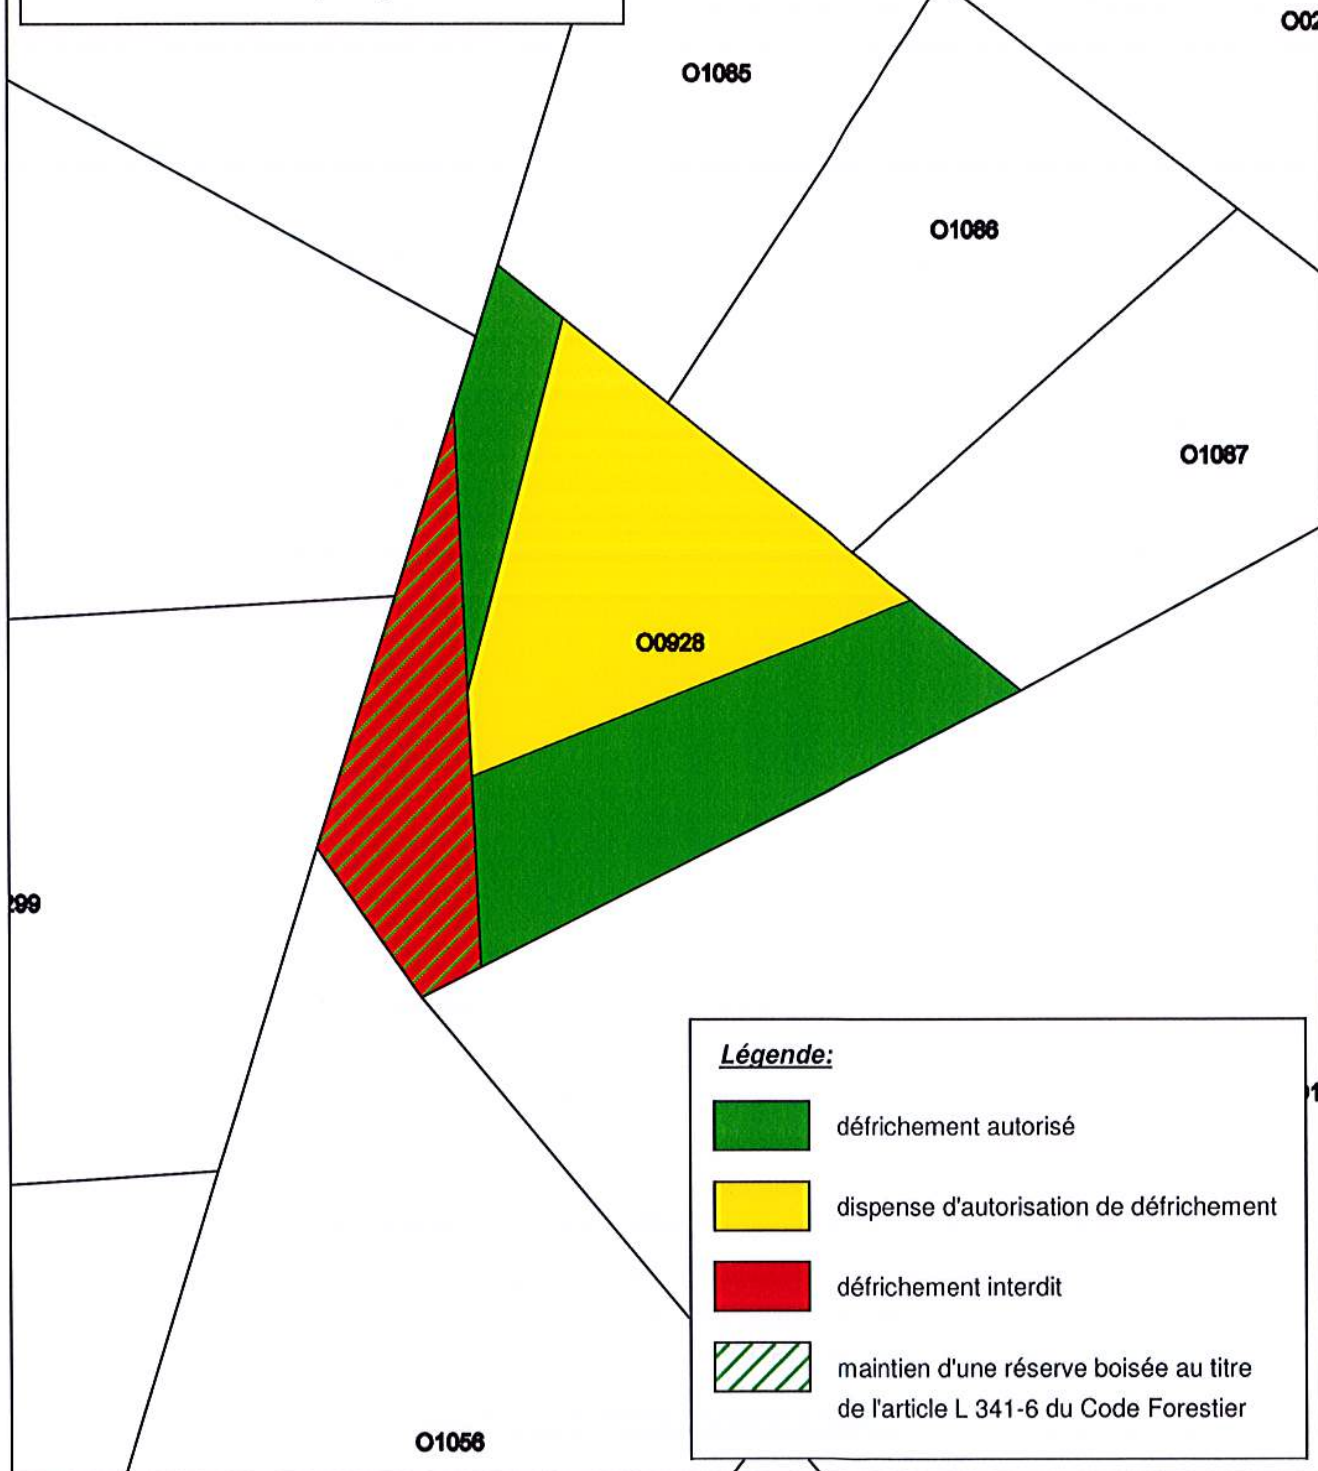 O1085
O1086
O1087
O0928
299
Légende:
défrichement autorisé
dispense d'autorisation de défrichement
défrichement interdit
maintien d'une réserve boisée au titre
de l'article L 341-6 du Code Forestier
O1056